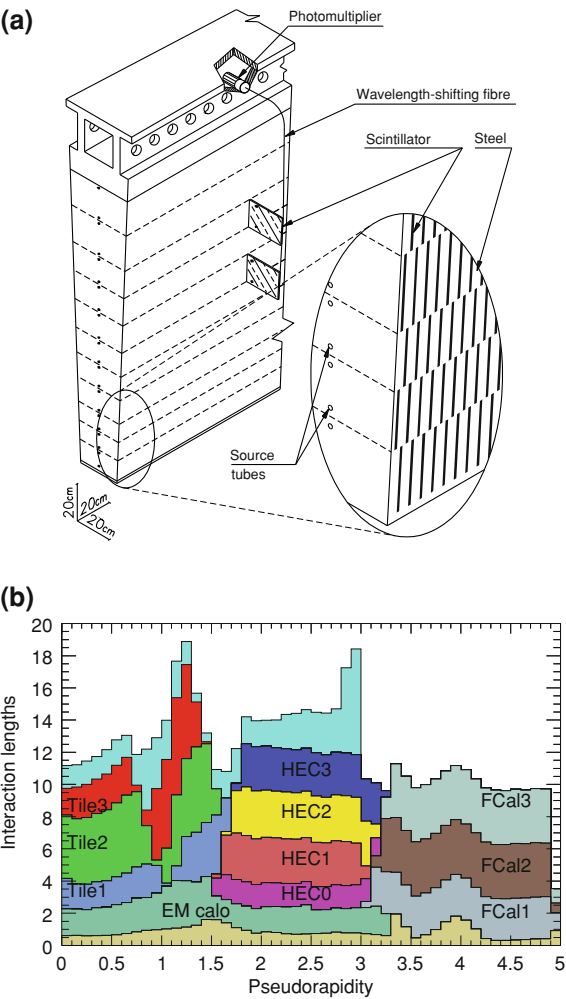 (a)
Photomultiplier
Wavelength-shifting fibre
Scintillator
Steel
Source
tubes
20cm
20cm
20cm
(b)
Interaction lengths
20
18
16
14
12
10
8
6
4
2
0
Tile3
Tile2
Tile1
EM calo
HEC3
HEC2
HEC1
HEC0
FCal3
FCal2
FCal1
0 0.5 1 1.5 2 2.5 3 3.5 4 4.5 5
Pseudorapidity